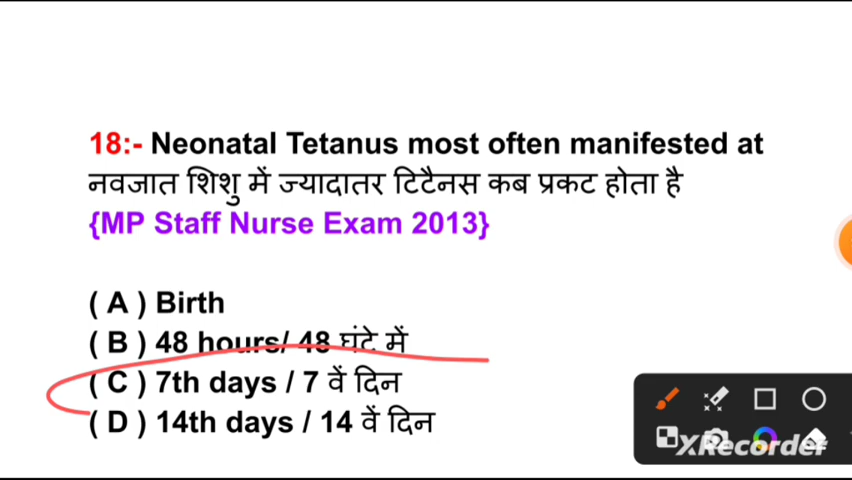 18:- Neonatal Tetanus most often manifested at
नवजात शिशु में ज्यादातर टिटैनस कब प्रकट होता है
{MP Staff Nurse Exam 2013}
( A ) Birth
( B ) 48 hours/ 48 घंटे में
( C ) 7th days / 7 वें दिन
( D ) 14th days / 14 वें दिन
XRecorder